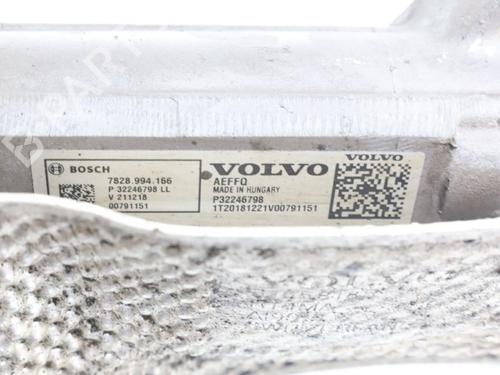 BOSCH
7828.994.166
P 32246798 LL
V 211218
00791151
VOLVO
AEFFQ
MADE IN HUNGARY
P32246798
1T20181221V00791151
VOLVO